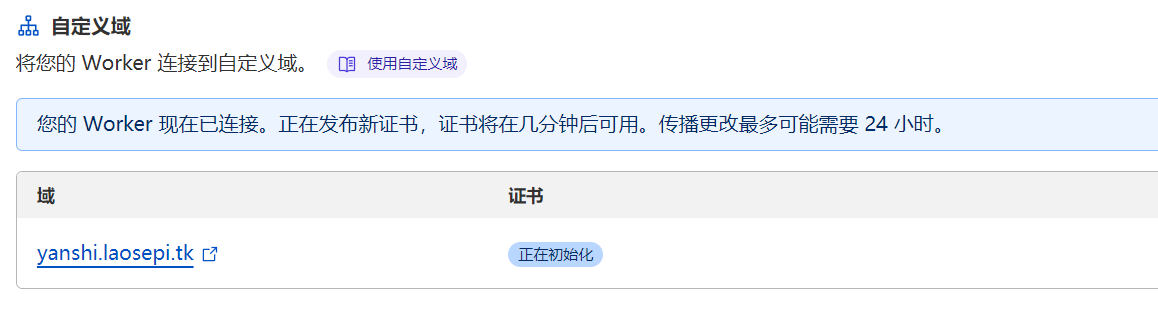 自定义域
将您的 Worker 连接到自定义域。 使用自定义域
您的 Worker 现在已连接。正在发布新证书，证书将在几分钟后可用。传播更改最多可能需要 24 小时。
域 证书
yanshi.laosepi.tk 正在初始化